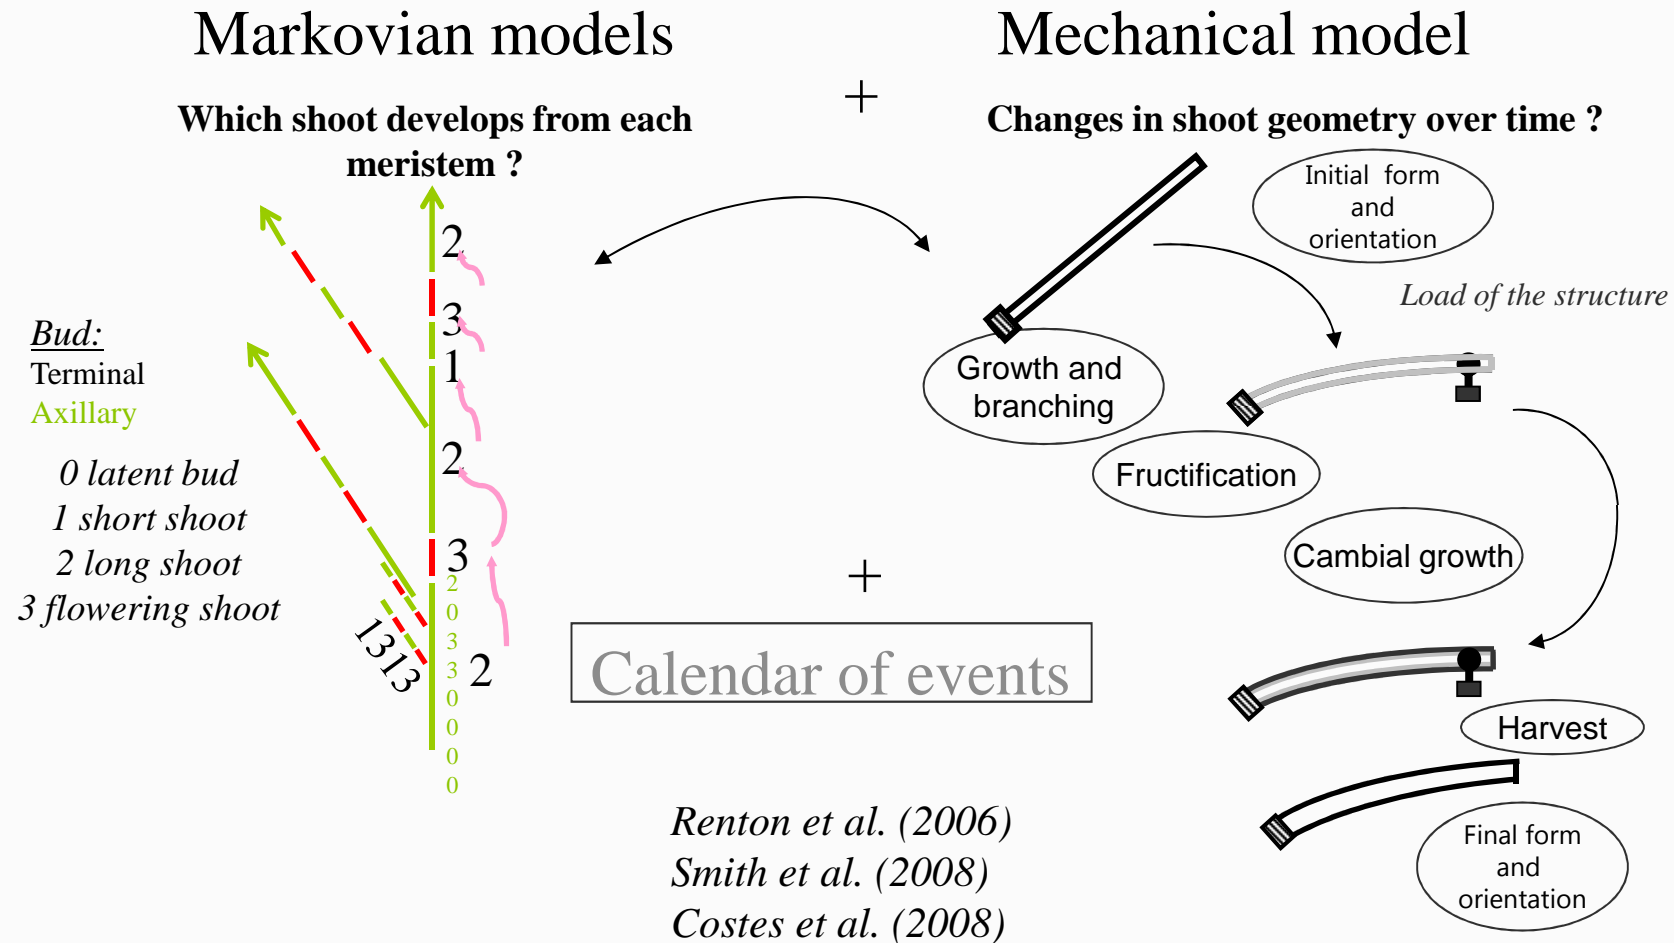 Markovian models
Mechanical model
+
Which shoot develops from each
meristem ?
Changes in shoot geometry over time ?
Initial form
and
orientation
Load of the structure
Bud:
Terminal
Axillary
0 latent bud
1 short shoot
2 long shoot
3 flowering shoot
2
3
1
2
3
2
0
3
3
0
0
0
0
2
1313
Growth and
branching
Fructification
Cambial growth
+
Calendar of events
Harvest
Final form
and
orientation
Renton et al. (2006)
Smith et al. (2008)
Costes et al. (2008)